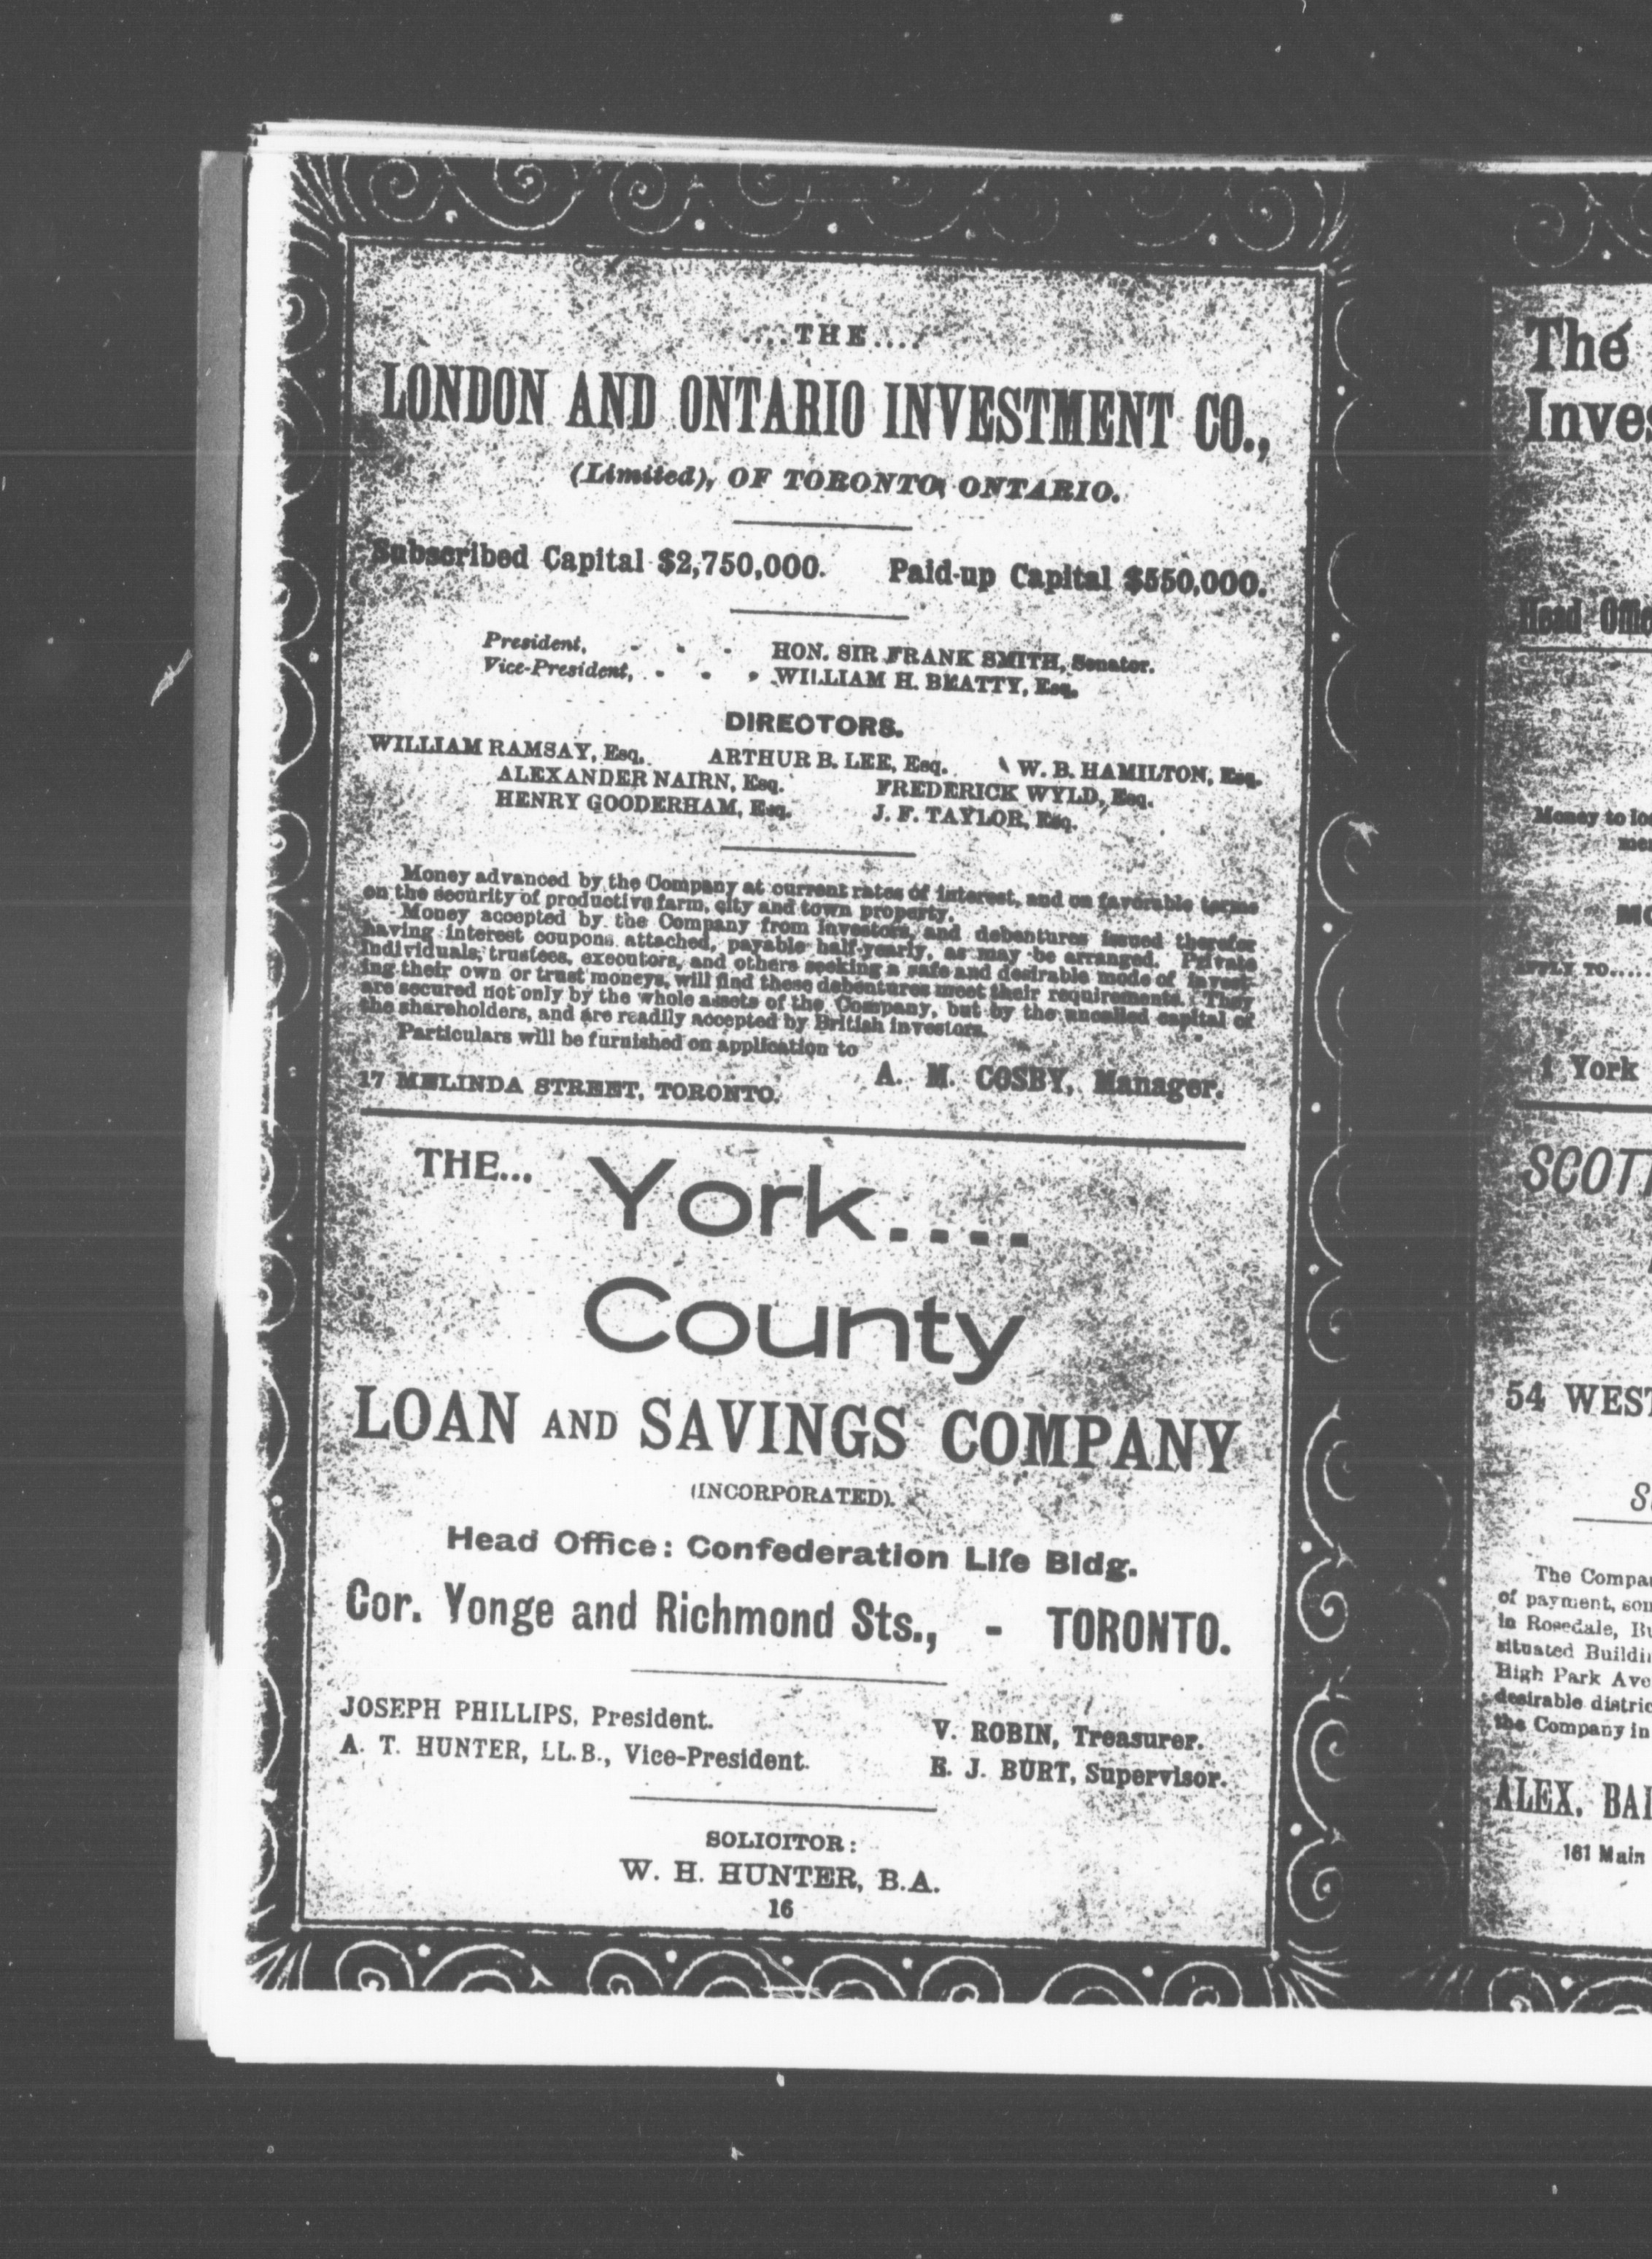 ....THE....
LONDON AND ONTARIO INVESTMENT CO.,
(Limited), OF TORONTO, ONTARIO.
Subscribed Capital $2,750,000. Paid-up Capital $550,000.
President, - - - HON. SIR FRANK SMITH, Senator.
Vice-President, - - - WILLIAM H. BEATTY, Esq.
DIRECTORS.
WILLIAM RAMSAY, Esq. ARTHUR B. LEE, Esq. W. B. HAMILTON, Esq.
ALEXANDER NAIRN, Esq. FREDERICK WYLD, Esq.
HENRY GOODERHAM, Esq. J. F. TAYLOR, Esq.
Money advanced by the Company at current rates of interest, and on favorable terms
on the security of productive farm, city and town property.
Money accepted by the Company from investors, and debentures issued therefor
having interest coupons attached, payable half-yearly, as may be arranged. Private
individuals, trustees, executors, and others seeking a safe and desirable mode of invest-
ing their own or trust moneys, will find these debentures meet their requirements. They
are secured not only by the whole assets of the Company, but by the uncalled capital of
the shareholders, and are readily accepted by British investors.
Particulars will be furnished on application to
A. M. COSBY, Manager.
17 MELINDA STREET, TORONTO.
THE... York....
County
LOAN AND SAVINGS COMPANY
(INCORPORATED).
Head Office: Confederation Life Bldg.
Cor. Yonge and Richmond Sts., - TORONTO.
JOSEPH PHILLIPS, President. V. ROBIN, Treasurer.
A. T. HUNTER, LL.B., Vice-President. E. J. BURT, Supervisor.
SOLICITOR:
W. H. HUNTER, B.A.
16
The
Inves
Head Offic
Money to lo
APPLY TO......
1 York
SCOT
54 WEST
The Compa
of payment, som
in Rosedale, Bu
situated Buildi
High Park Ave
desirable distric
the Company in
ALEX. BAI
161 Main